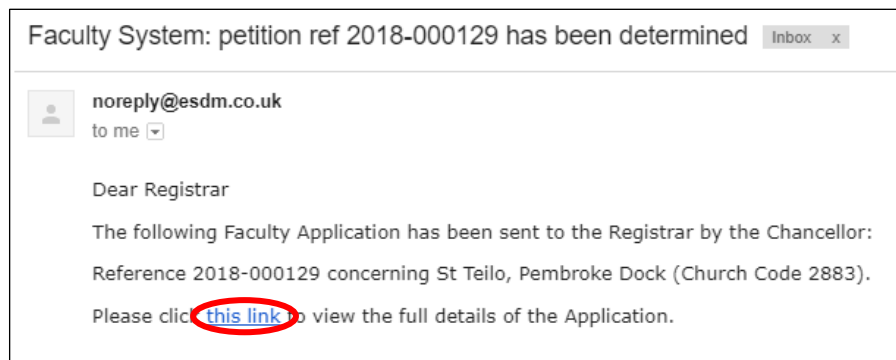 Faculty System: petition ref 2018-000129 has been determined Inbox x
noreply@esdm.co.uk
to me
Dear Registrar
The following Faculty Application has been sent to the Registrar by the Chancellor:
Reference 2018-000129 concerning St Teilo, Pembroke Dock (Church Code 2883).
Please click this link to view the full details of the Application.